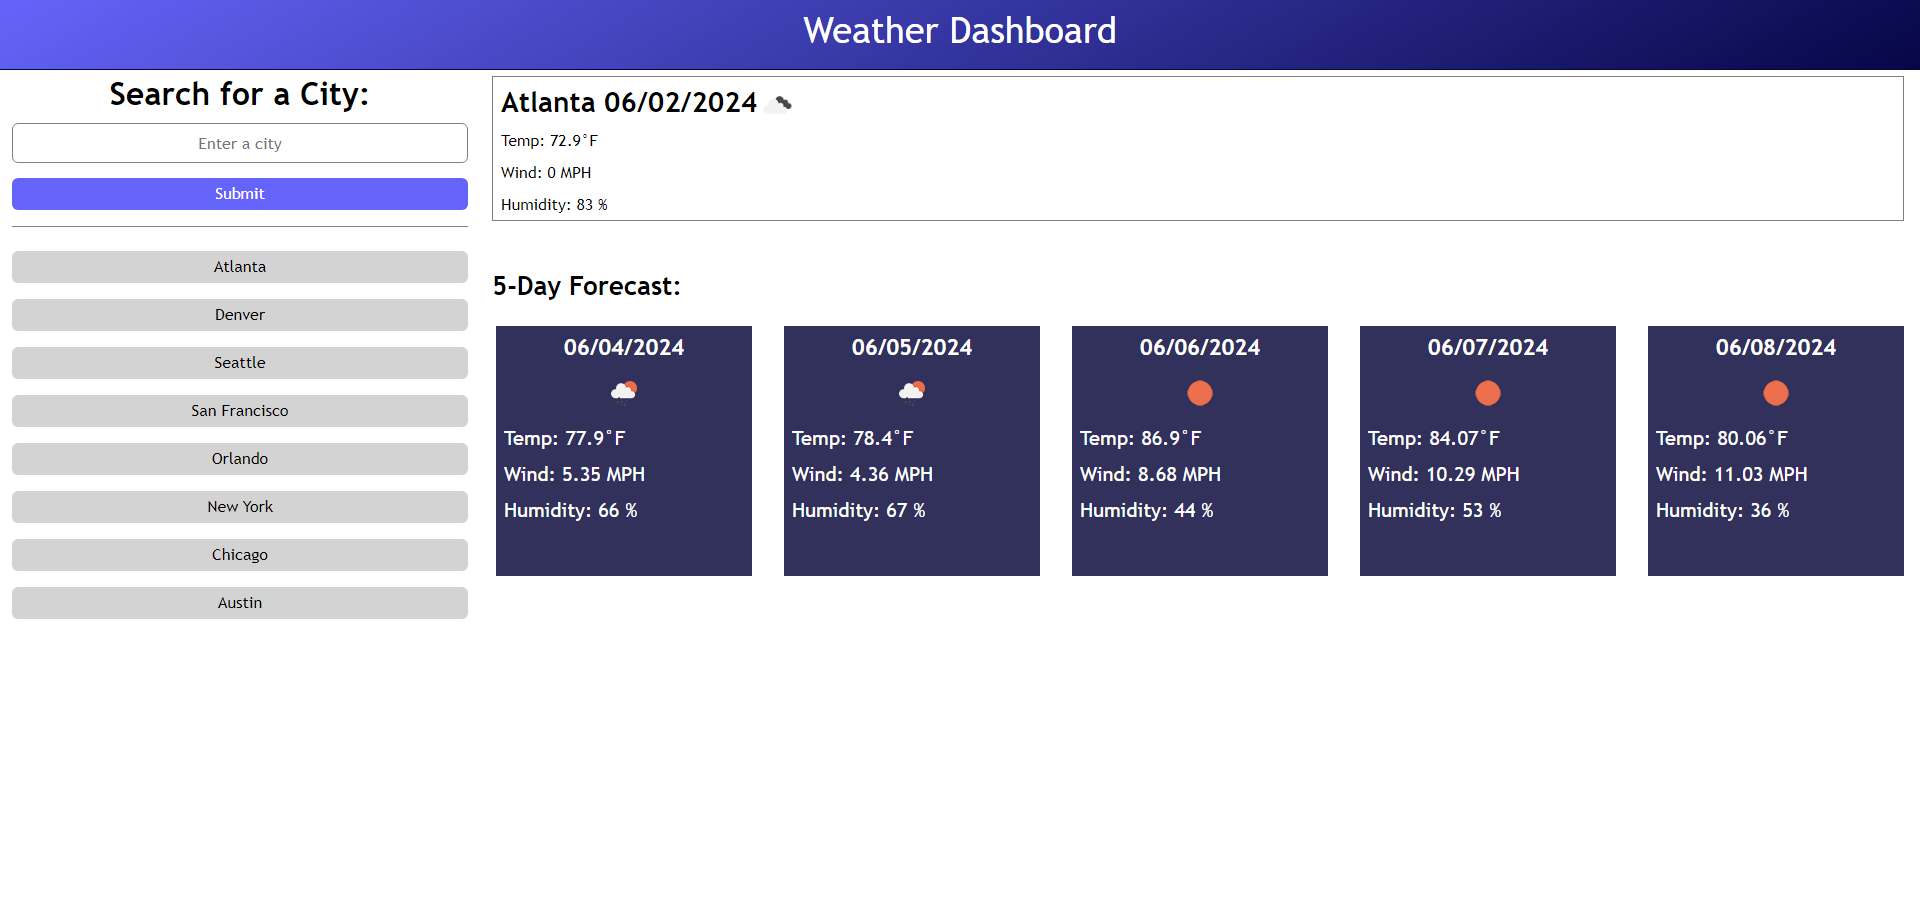 Weather Dashboard
Search for a City:
Enter a city
Submit
Atlanta
Denver
Seattle
San Francisco
Orlando
New York
Chicago
Austin
Atlanta 06/02/2024
Temp: 72.9°F
Wind: 0 MPH
Humidity: 83 %
5-Day Forecast:
06/04/2024
Temp: 77.9°F
Wind: 5.35 MPH
Humidity: 66 %
06/05/2024
Temp: 78.4°F
Wind: 4.36 MPH
Humidity: 67 %
06/06/2024
Temp: 86.9°F
Wind: 8.68 MPH
Humidity: 44 %
06/07/2024
Temp: 84.07°F
Wind: 10.29 MPH
Humidity: 53 %
06/08/2024
Temp: 80.06°F
Wind: 11.03 MPH
Humidity: 36 %